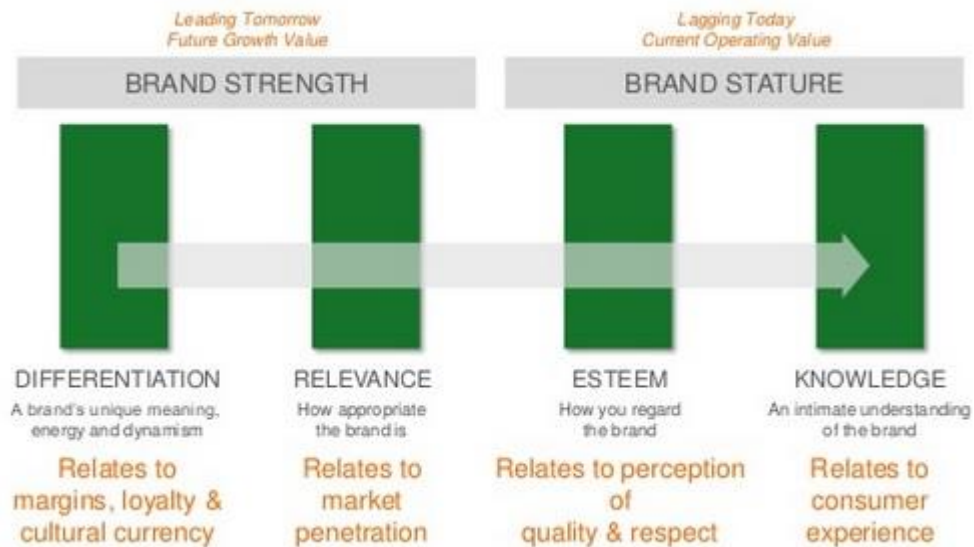 Leading Tomorrow
Future Growth Value
Lagging Today
Current Operating Value
BRAND STRENGTH
BRAND STATURE
DIFFERENTIATION
A brand's unique meaning,
energy and dynamism
Relates to
margins, loyalty &
cultural currency
RELEVANCE
How appropriate
the brand is
Relates to
market
penetration
ESTEEM
How you regard
the brand
Relates to perception
of
quality & respect
KNOWLEDGE
An intimate understanding
of the brand
Relates to
consumer
experience